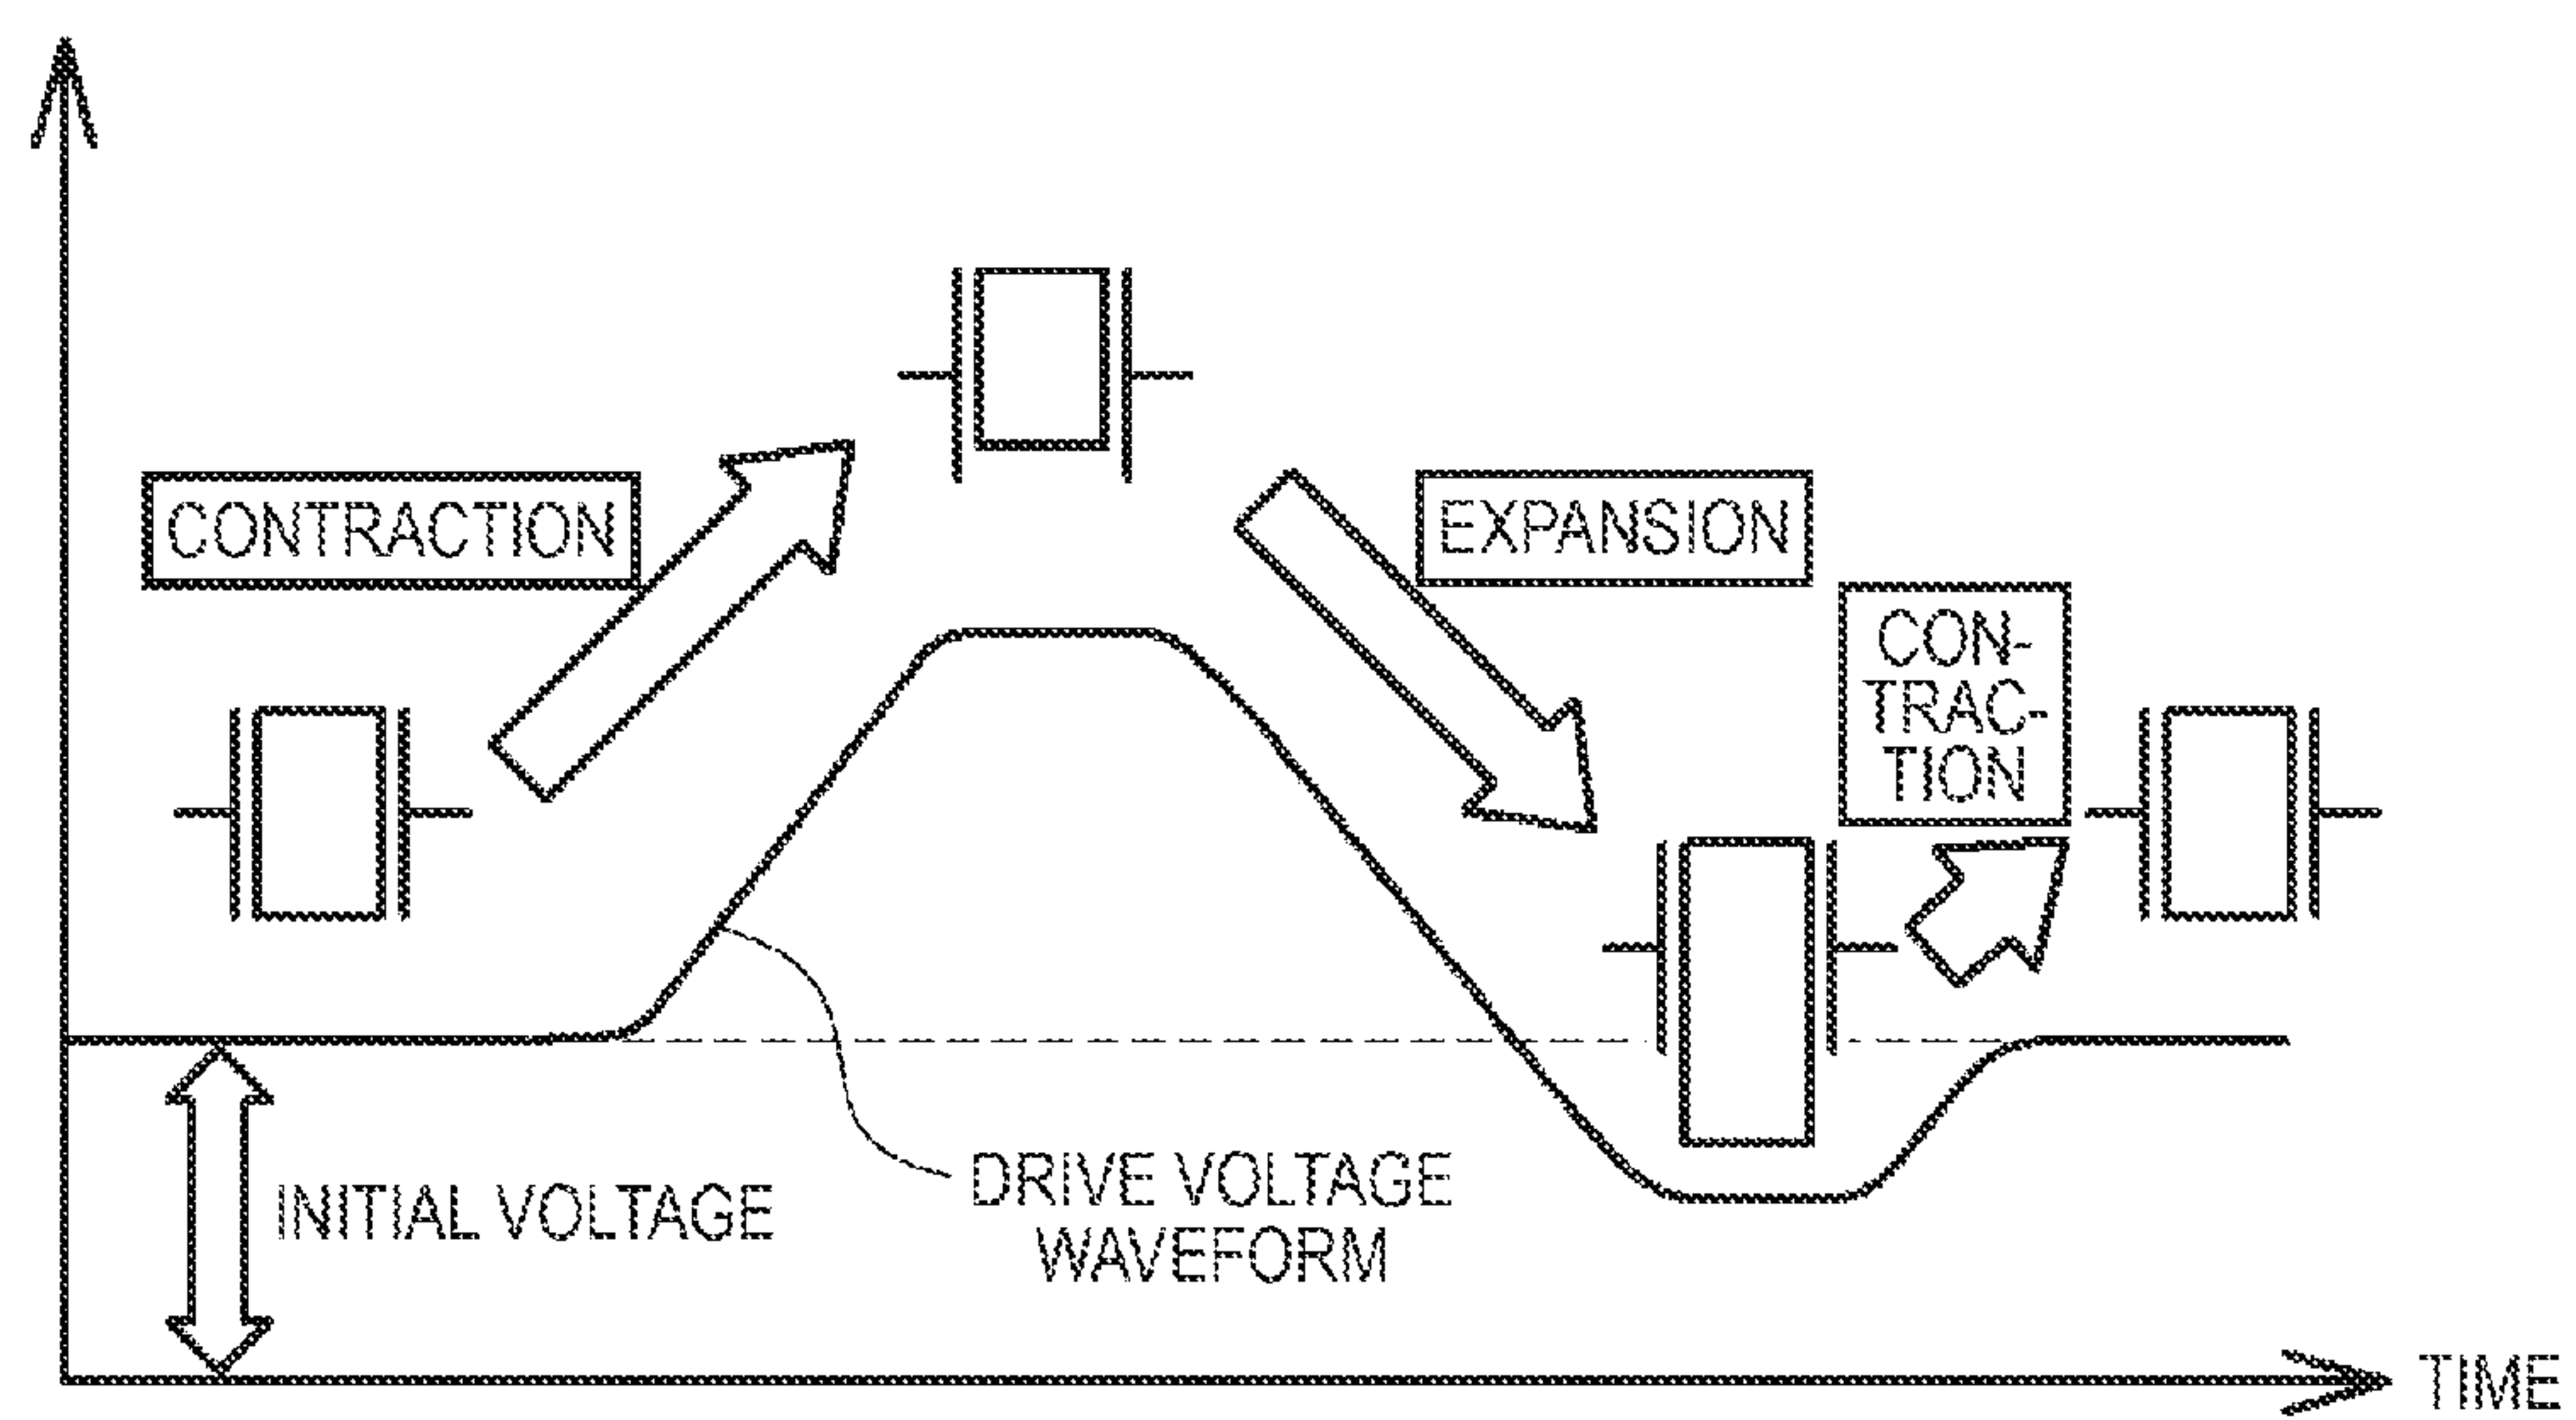 CONTRACTION
EXPANSION
CON-
TRAC-
TION
INITIAL VOLTAGE
DRIVE VOLTAGE
WAVEFORM
TIME